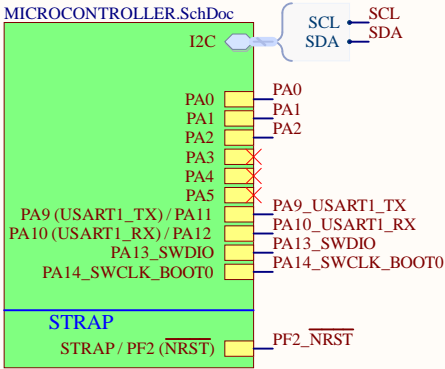 MICROCONTROLLER.SchDoc
I2C
SCL
SCL
SDA
SDA
PA0
PA0
PA1
PA1
PA2
PA2
PA3
PA4
PA5
PA9 (USART1_TX) / PA11
PA9_USART1_TX
PA10 (USART1_RX) / PA12
PA10_USART1_RX
PA13_SWDIO
PA13_SWDIO
PA14_SWCLK_BOOT0
PA14_SWCLK_BOOT0
STRAP
STRAP / PF2 (NRST)
PF2_NRST